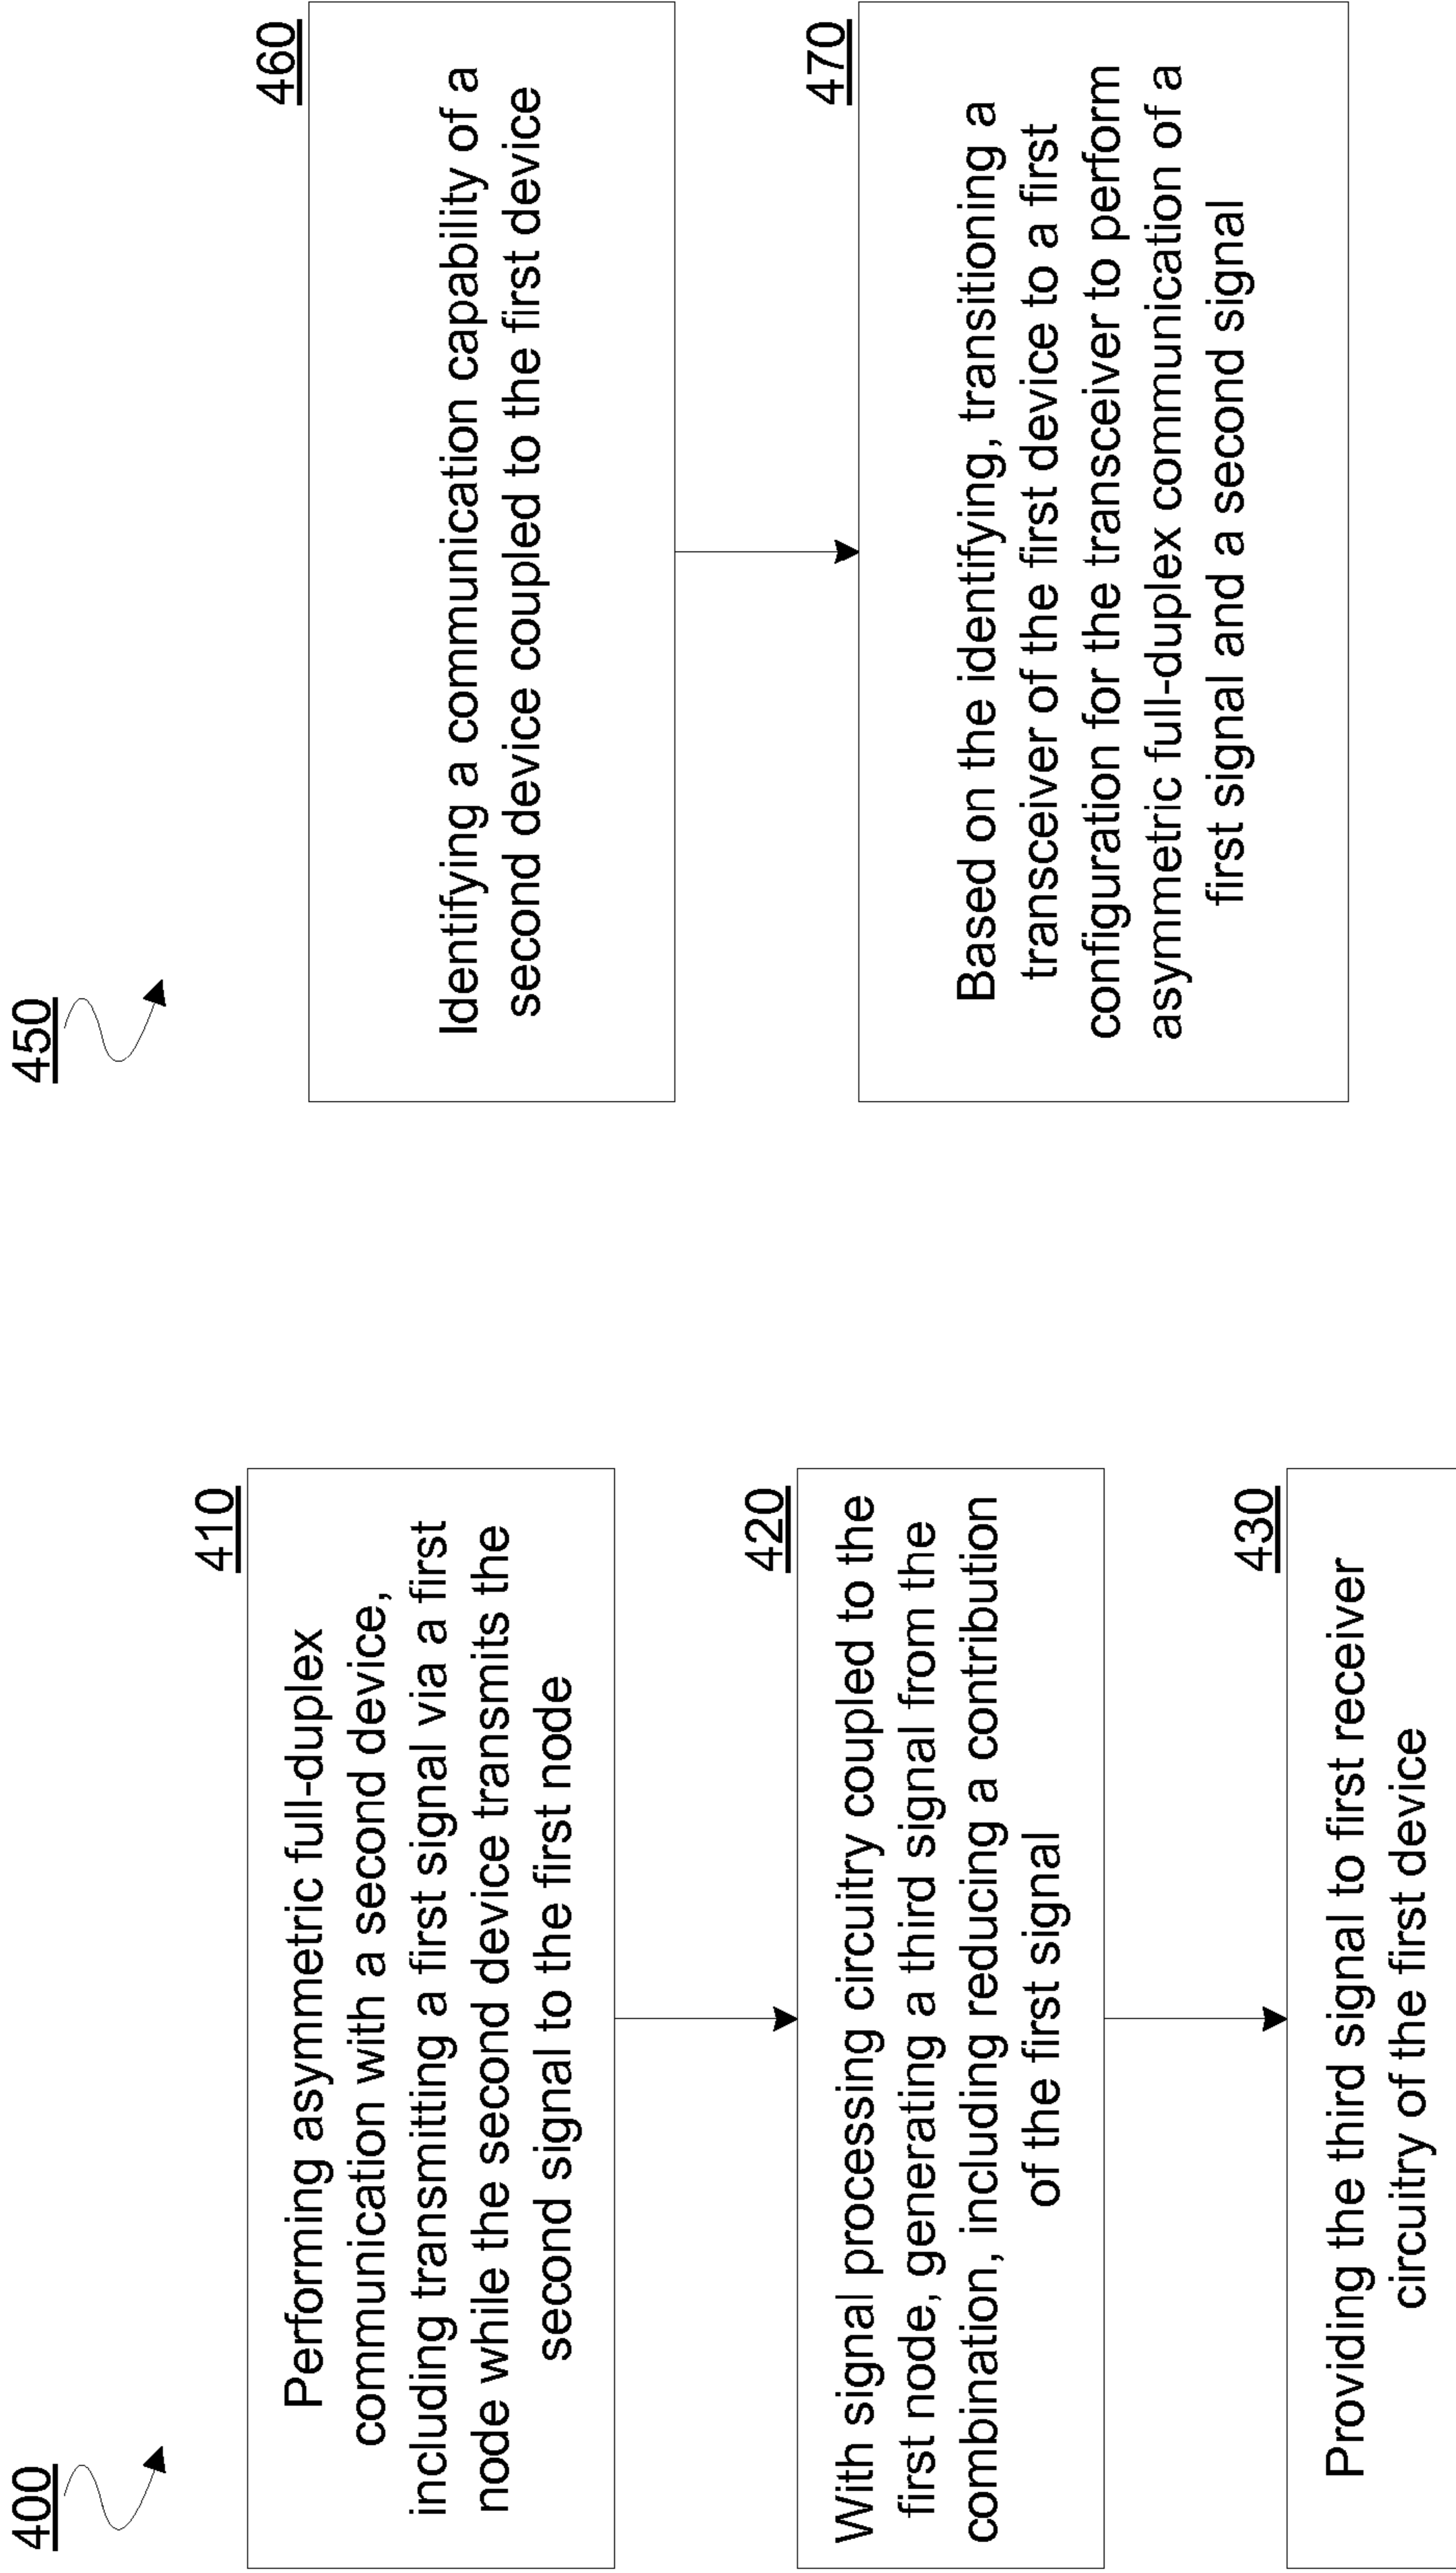 400
410
Performing asymmetric full-duplex
communication with a second device,
including transmitting a first signal via a first
node while the second device transmits the
second signal to the first node
420
With signal processing circuitry coupled to the
first node, generating a third signal from the
combination, including reducing a contribution
of the first signal
430
Providing the third signal to first receiver
circuitry of the first device
450
460
Identifying a communication capability of a
second device coupled to the first device
470
Based on the identifying, transitioning a
transceiver of the first device to a first
configuration for the transceiver to perform
asymmetric full-duplex communication of a
first signal and a second signal